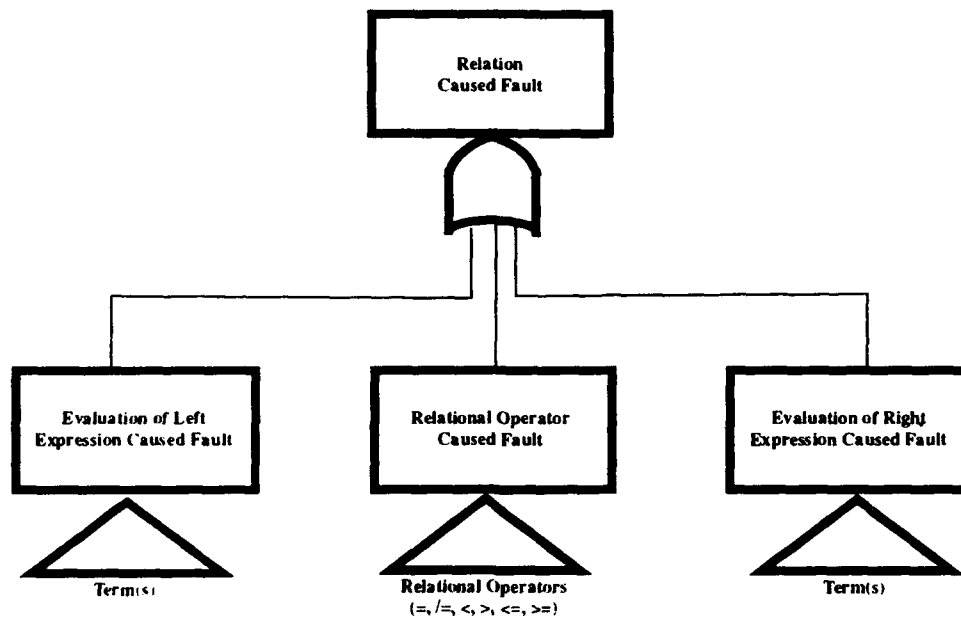 Relation
Caused Fault
Evaluation of Left
Expression Caused Fault
Relational Operator
Caused Fault
Evaluation of Right
Expression Caused Fault
Term(s)
Relational Operators
(=, /=, <, >, <=, >=)
Term(s)